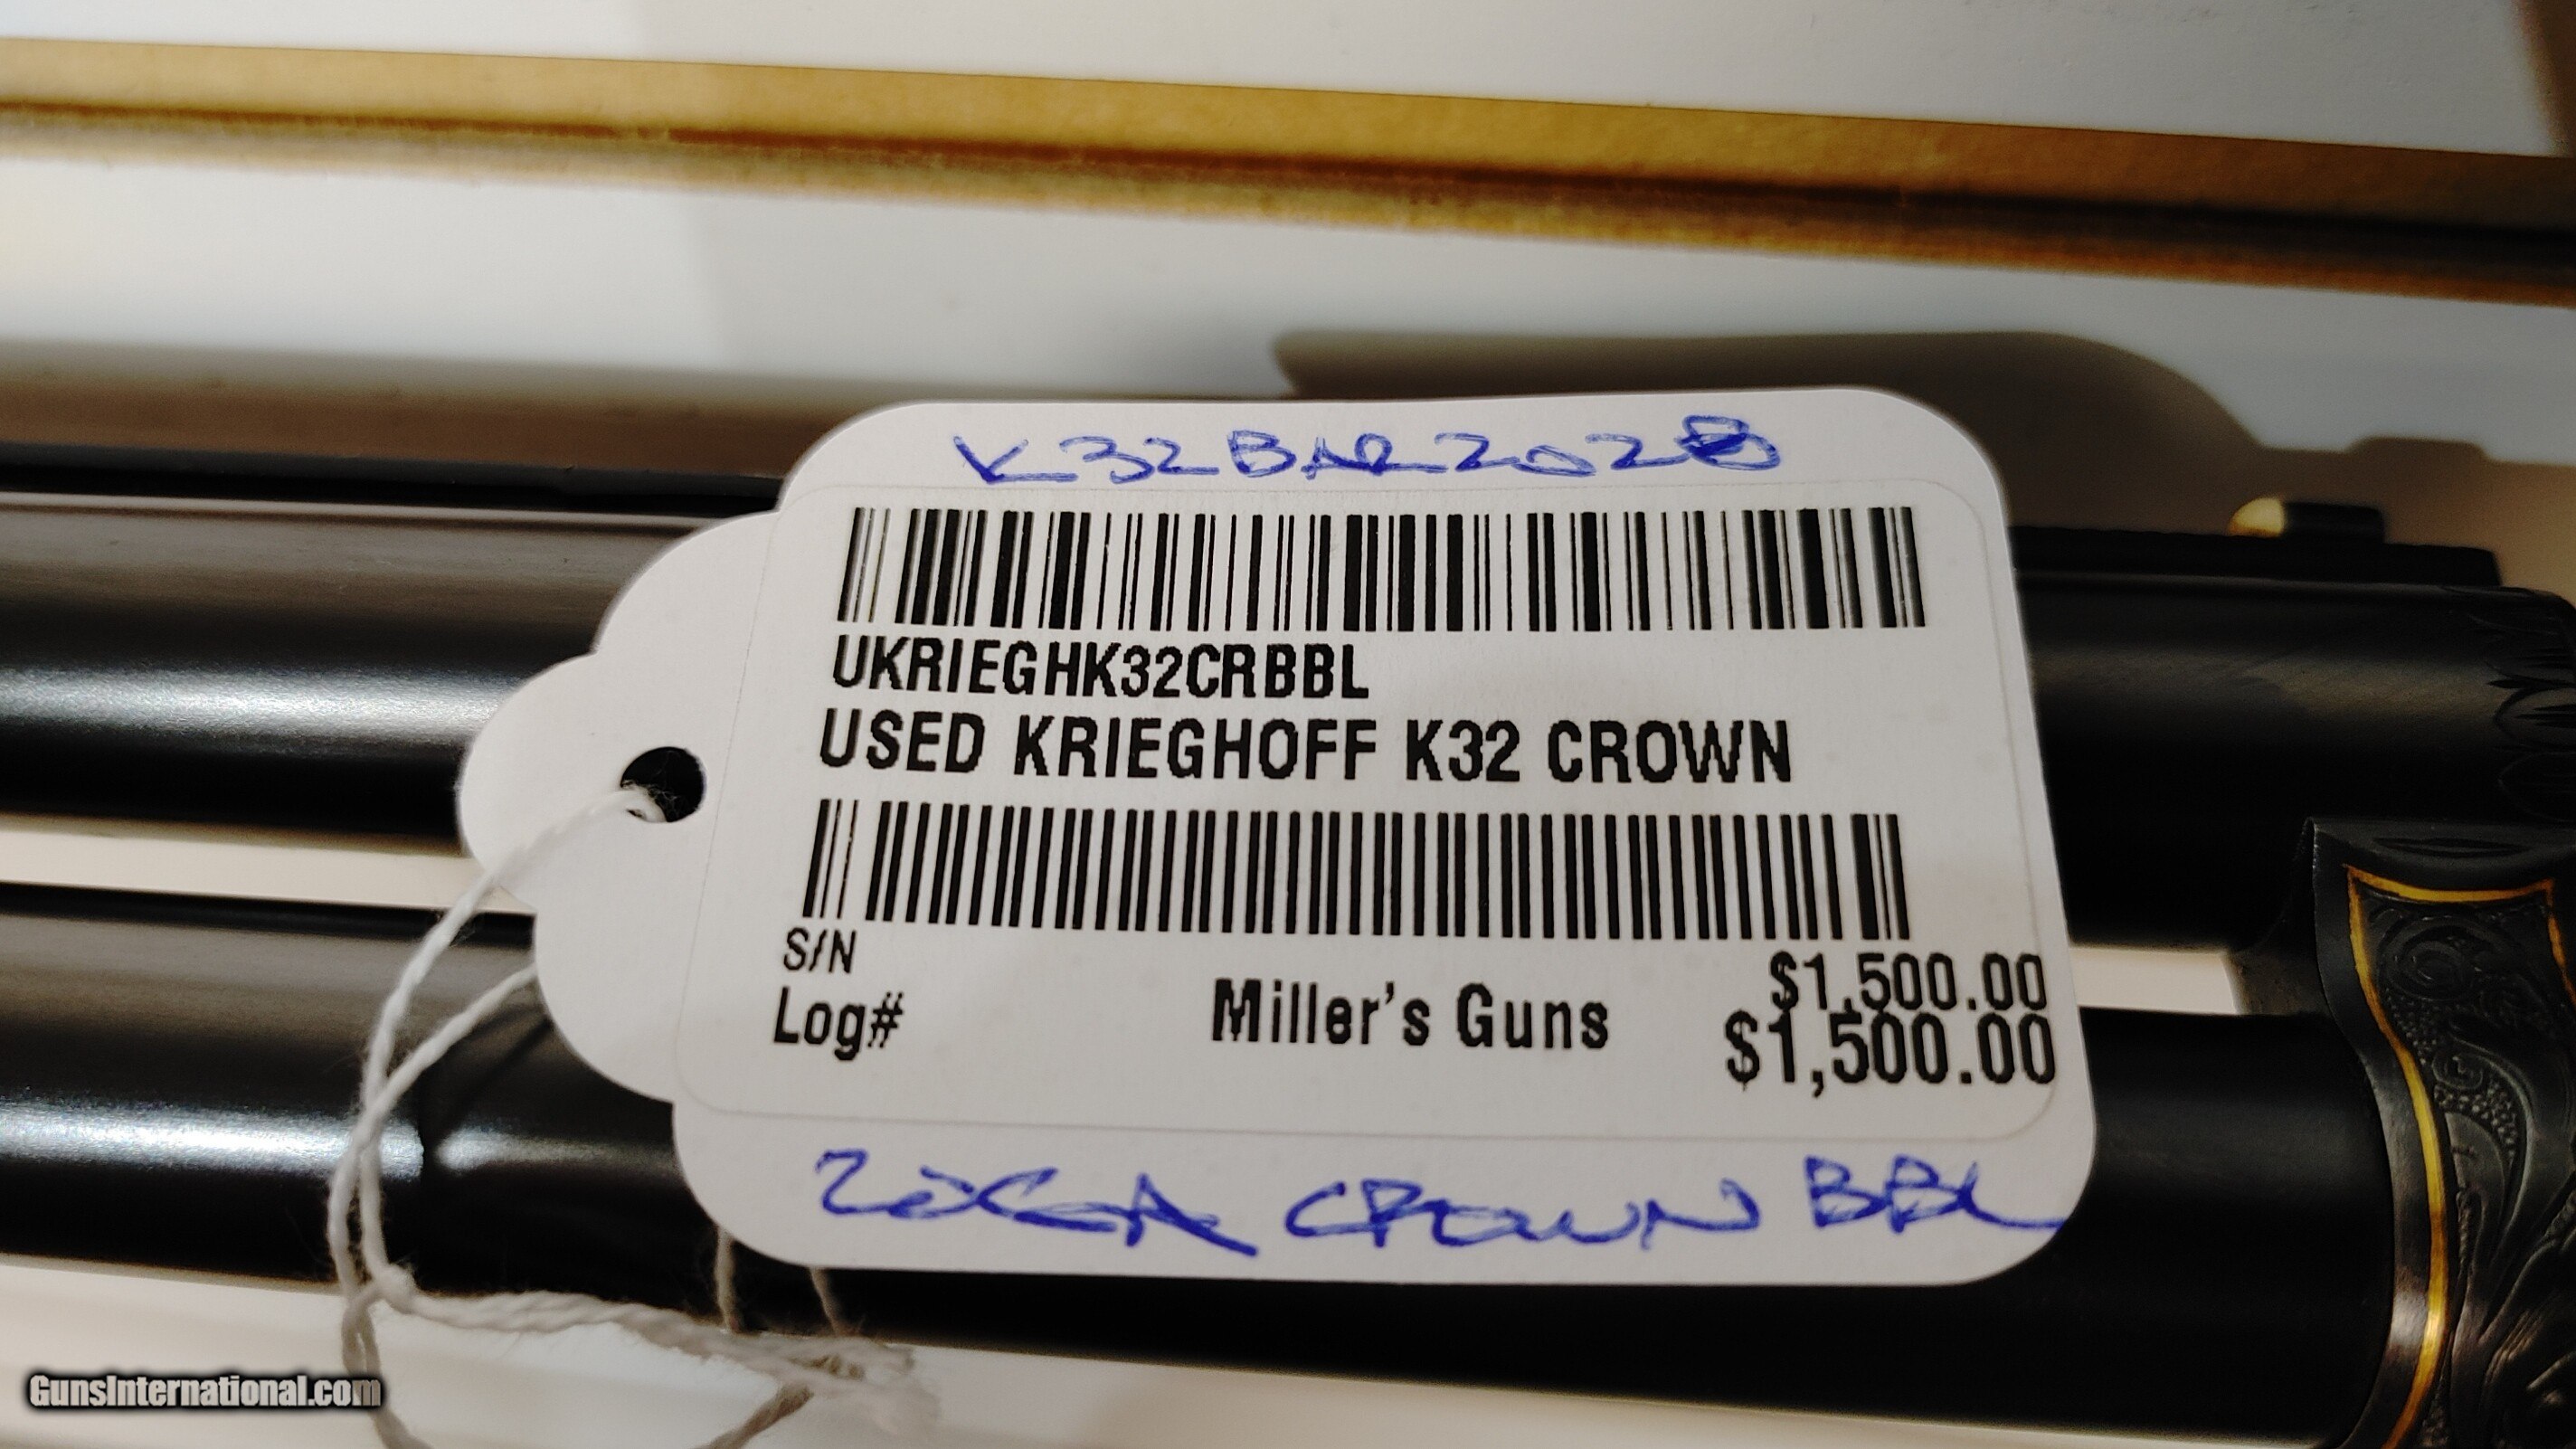 K32BAR2028
UKRIEGHK32CRBBL
USED KRIEGHOFF K32 CROWN
S/N
$1,500.00
Log#
Miller's Guns
$1,500.00
20GA CROWN BBL
GunsInternational.com